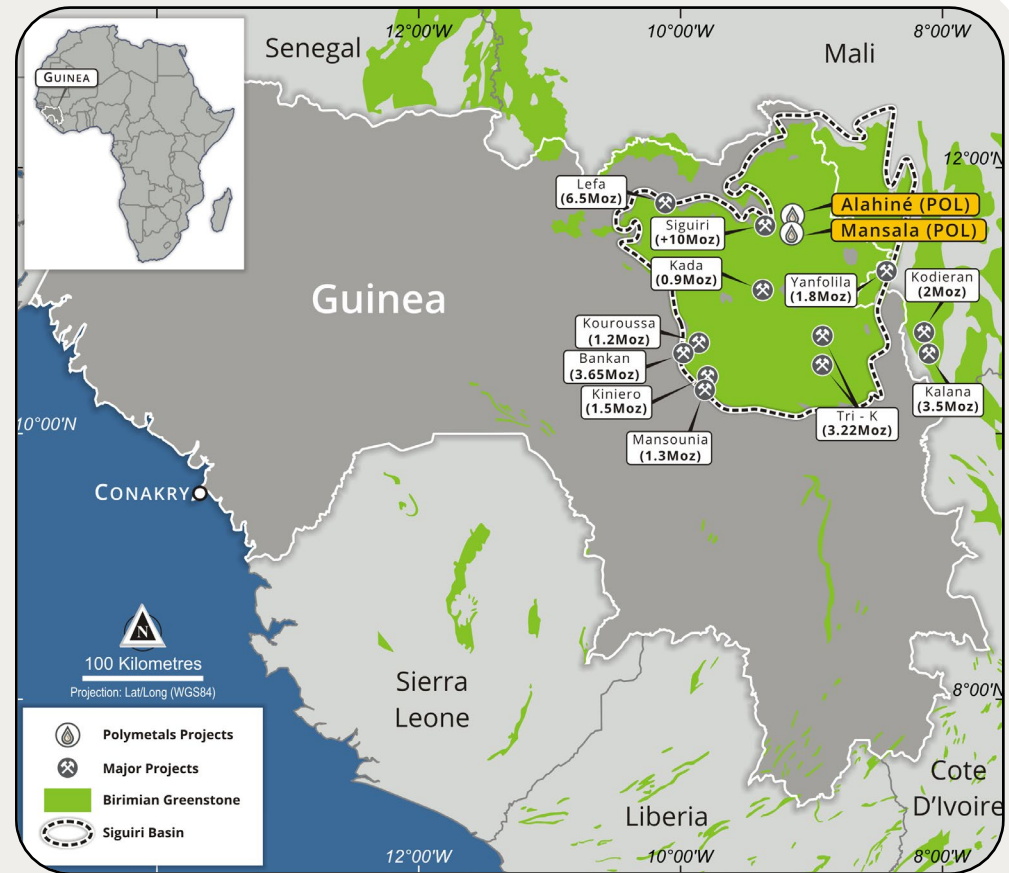 12°00'W
10°00'W
8°00'W
Senegal
Mali
GUINEA
12°00'N
Lefa
(6.5Moz)
Alahiné (POL)
Siguiri
(+10Moz)
Mansala (POL)
Kada
(0.9Moz)
Yanfolila
(1.8Moz)
Kodieran
(2Moz)
Guinea
Kouroussa
(1.2Moz)
Bankan
(3.65Moz)
Kiniero
(1.5Moz)
Kalana
(3.5Moz)
Tri - K
(3.22Moz)
Mansounia
(1.3Moz)
10°00'N
CONAKRY
N
100 Kilometres
Projection: Lat/Long (WGS84)
Sierra
Leone
8°00'N
Polymetals Projects
Major Projects
Birimian Greenstone
Siguiri Basin
Liberia
Cote
D'Ivoire
12°00'W
10°00'W
8°00'W